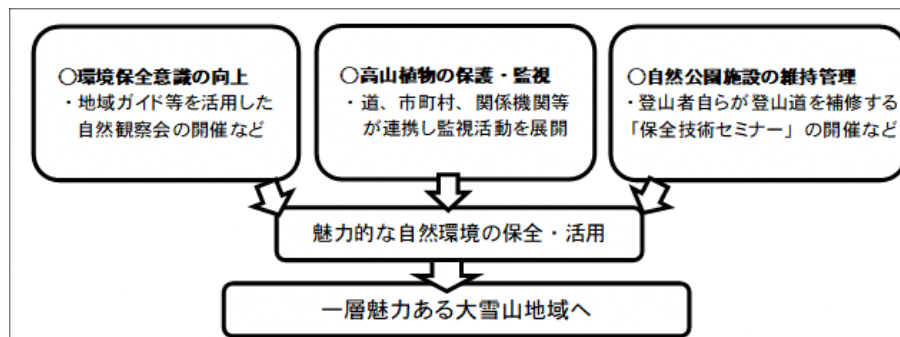 ○環境保全意識の向上
・地域ガイド等を活用した
自然観察会の開催など
○高山植物の保護・監視
・道、市町村、関係機関等
が連携し監視活動を展開
○自然公園施設の維持管理
・登山者自らが登山道を補修する
「保全技術セミナー」の開催など
魅力的な自然環境の保全・活用
一層魅力ある大雪山地域へ